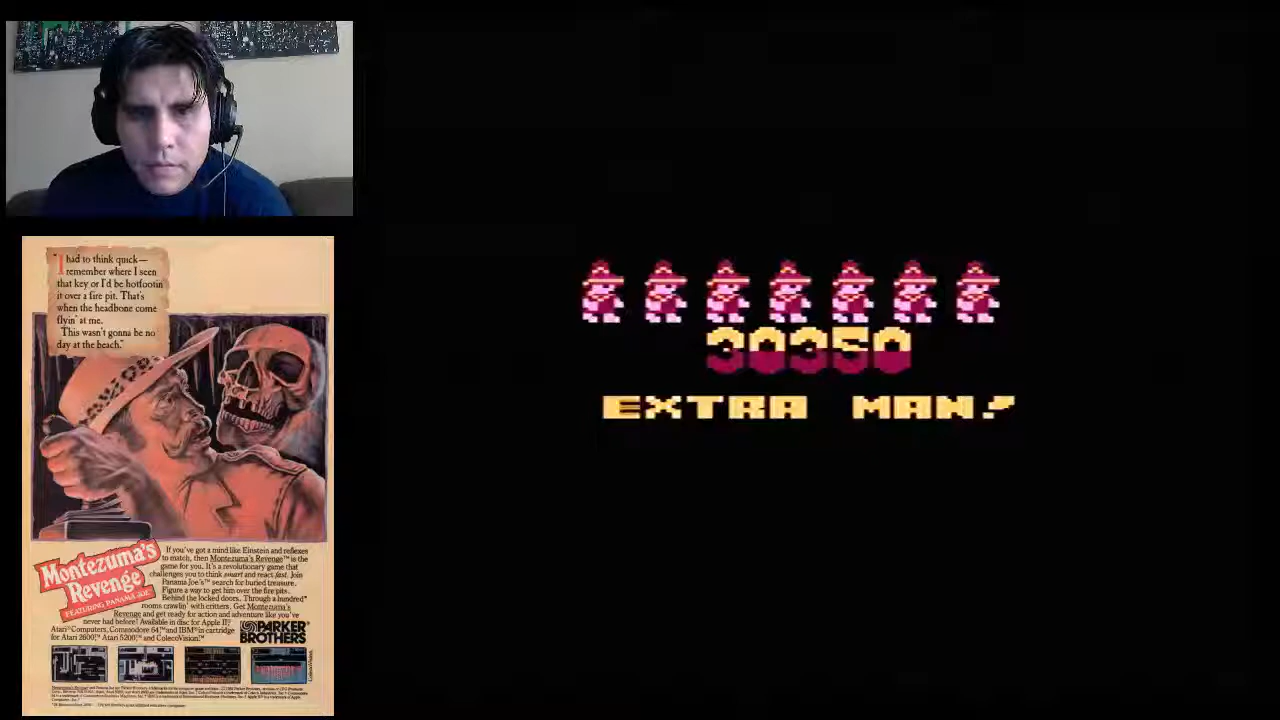 "I had to think quick—
remember where I seen
that key or I'd be hotfootin
it over a fire pit. That's
when the headbone come
flyin' at me.
This wasn't gonna be no
day at the beach."
30350
EXTRA MAN!
Montezuma's
Revenge™
FEATURING PANAMA JOE
If you've got a mind like Einstein and reflexes
to match, then Montezuma's Revenge™ is the
game for you. It's a revolutionary game that
challenges you to think smart and react fast. Join
Panama Joe's™ search for buried treasure.
Figure a way to get him over the fire pits.
Behind the locked doors. Through a hundred
rooms crawlin' with critters. Get Montezuma's
Revenge and get ready for action and adventure like you've
never had before! Available in disc for Apple II,
Atari Computers, Commodore 64, and IBM in cartridge
for Atari 2600, Atari 5200, and ColecoVision.
PARKER
BROTHERS